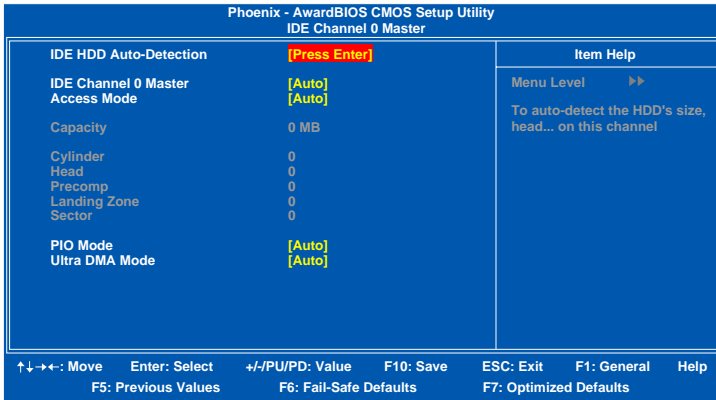 Phoenix - AwardBIOS CMOS Setup Utility
IDE Channel 0 Master
IDE HDD Auto-Detection [Press Enter]
IDE Channel 0 Master [Auto]
Access Mode [Auto]
Capacity 0 MB
Cylinder 0
Head 0
Precomp 0
Landing Zone 0
Sector 0
PIO Mode [Auto]
Ultra DMA Mode [Auto]
Item Help
Menu Level ▶▶
To auto-detect the HDD's size,
head... on this channel
↑↓→←: Move Enter: Select +/-/PU/PD: Value F10: Save ESC: Exit F1: General Help
F5: Previous Values F6: Fail-Safe Defaults F7: Optimized Defaults